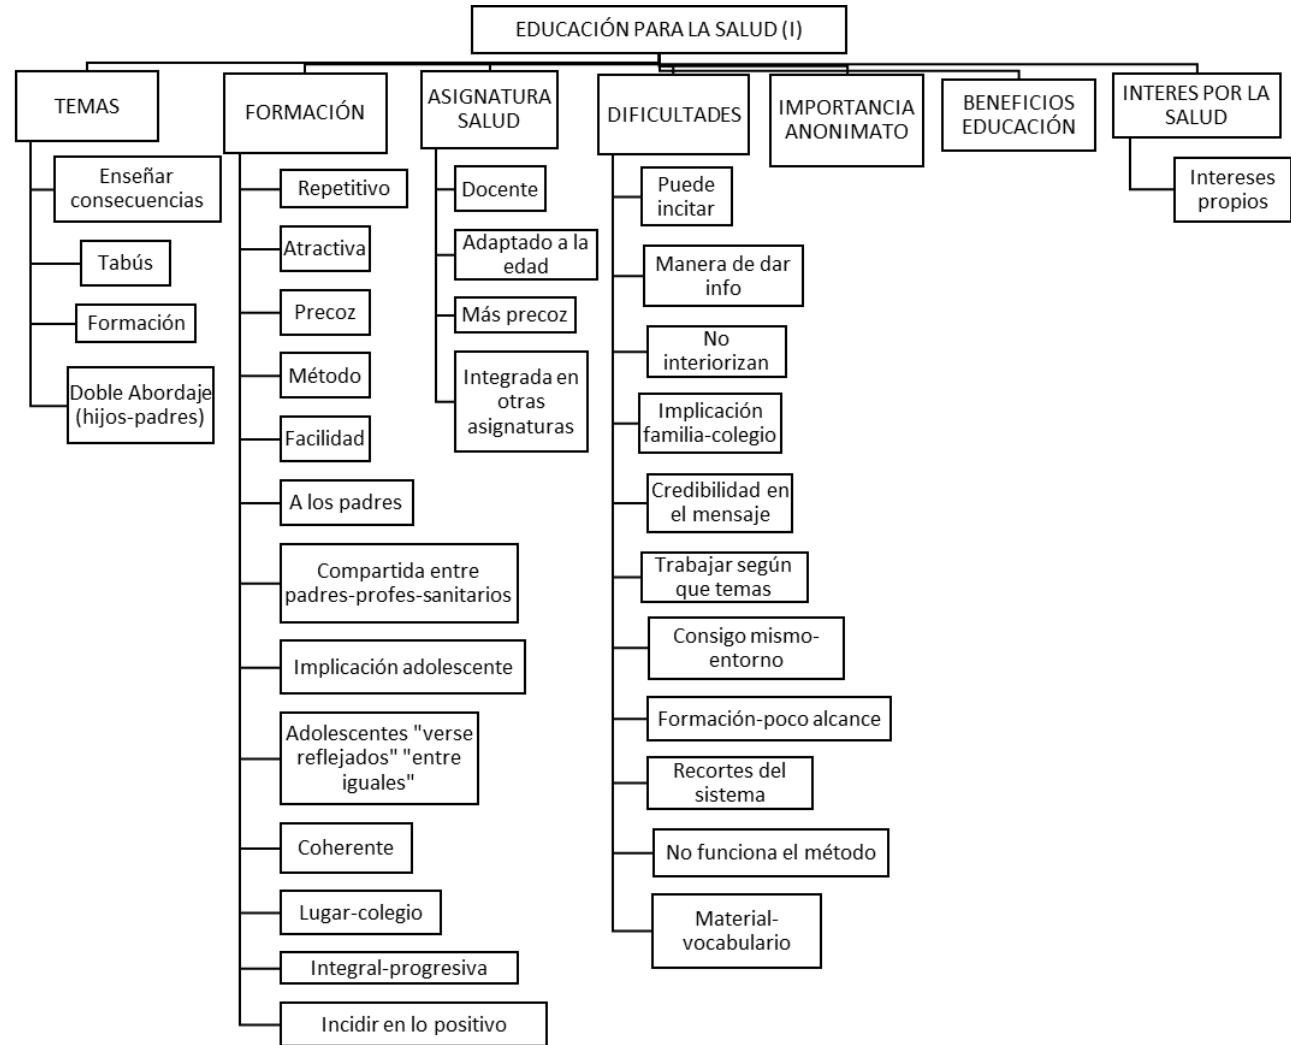 EDUCACIÓN PARA LA SALUD (I)
TEMAS
Enseñar
consecuencias
Tabús
Formación
Doble Abordaje
(hijos-padres)
FORMACIÓN
Repetitivo
Atractiva
Precoz
Método
Facilidad
A los padres
Compartida entre
padres-profes-sanitarios
Implicación adolescente
Adolescentes "verse
reflejados" "entre
iguales"
Coherente
Lugar-colegio
Integral-progresiva
Incidir en lo positivo
ASIGNATURA
SALUD
Docente
Adaptado a la
edad
Más precoz
Integrada en
otras
asignaturas
DIFICULTADES
Puede
incitar
Manera de dar
info
No
interiorizan
Implicación
familia-colegio
Credibilidad en
el mensaje
Trabajar según
que temas
Consigo mismo-
entorno
Formación-poco alcance
Recortes del
sistema
No funciona el método
Material-
vocabulario
IMPORTANCIA
ANONIMATO
BENEFICIOS
EDUCACIÓN
INTERES POR LA
SALUD
Intereses
propios